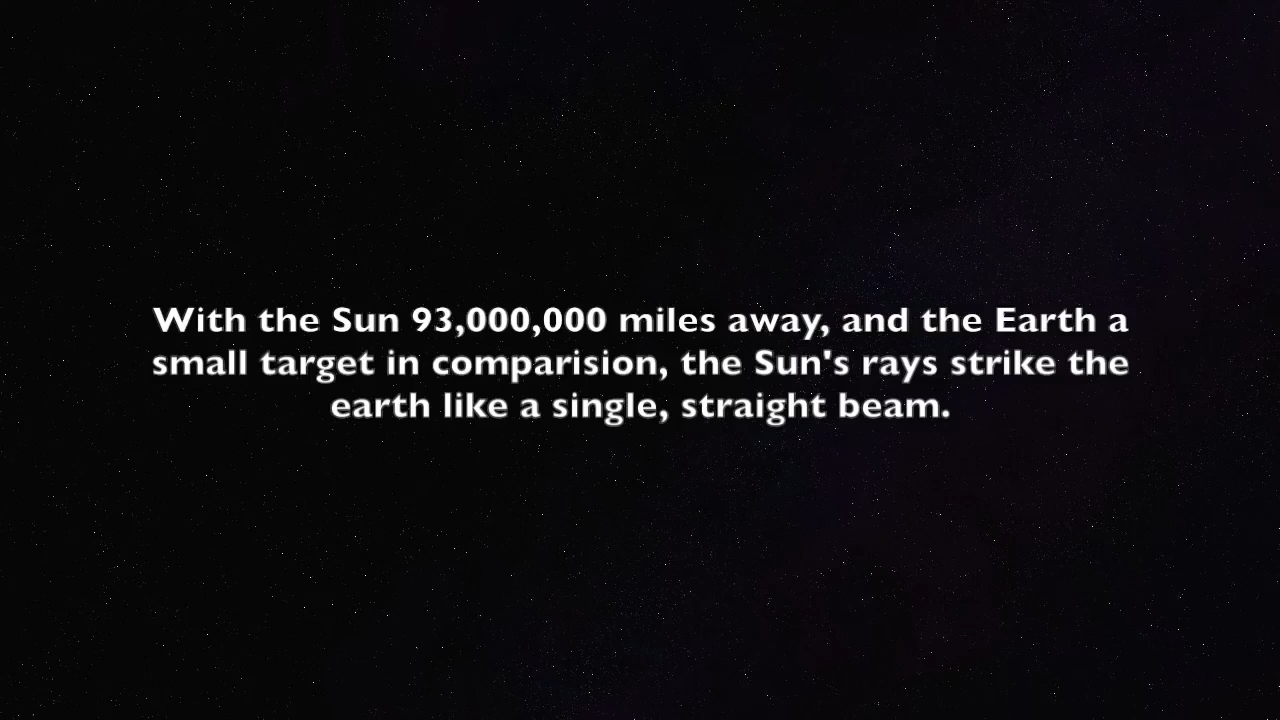 With the Sun 93,000,000 miles away, and the Earth a
small target in comparision, the Sun's rays strike the
earth like a single, straight beam.